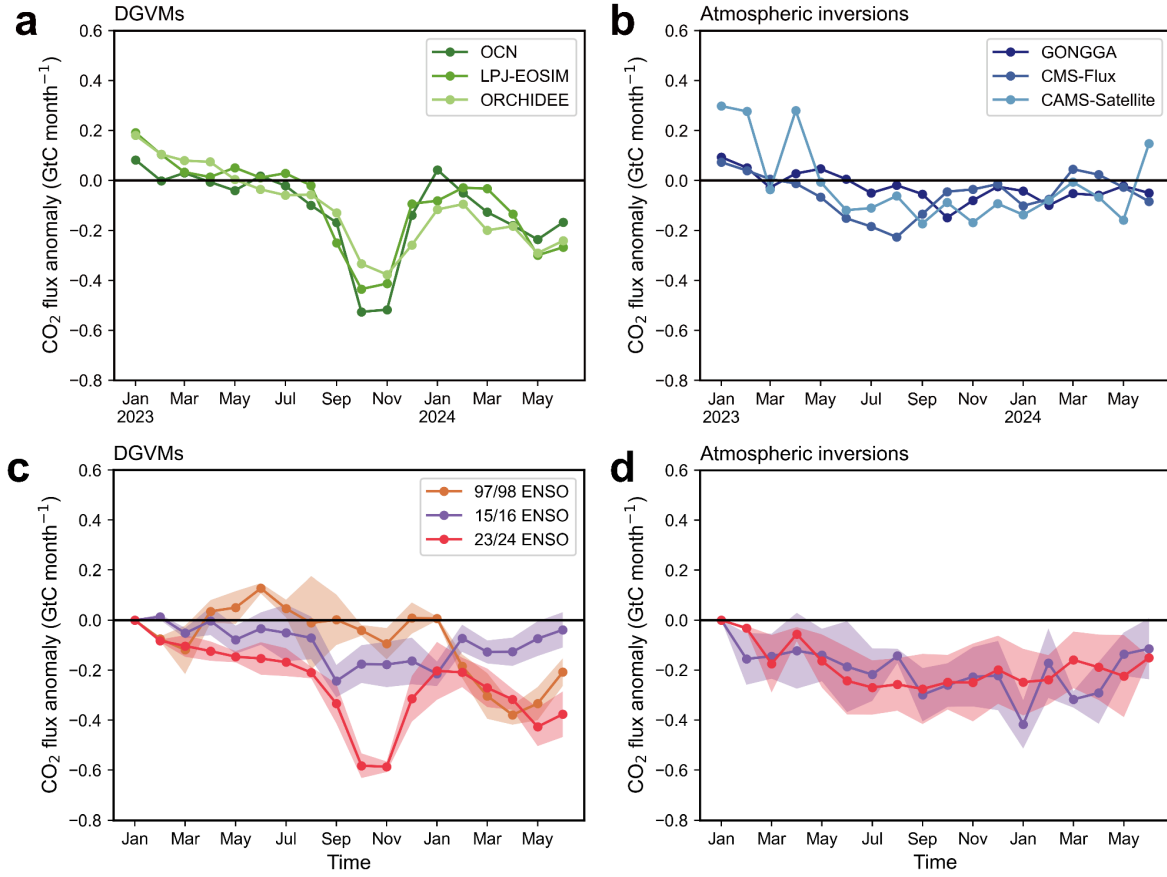 a
DGVMs
CO₂ flux anomaly (GtC month⁻¹)
0.6
0.4
0.2
0.0
−0.2
−0.4
−0.6
−0.8
OCN
LPJ-EOSIM
ORCHIDEE
Jan Mar May Jul Sep Nov Jan Mar May
2023 2024
b
Atmospheric inversions
CO₂ flux anomaly (GtC month⁻¹)
0.6
0.4
0.2
0.0
−0.2
−0.4
−0.6
−0.8
GONGGA
CMS-Flux
CAMS-Satellite
Jan Mar May Jul Sep Nov Jan Mar May
2023 2024
c
DGVMs
CO₂ flux anomaly (GtC month⁻¹)
0.6
0.4
0.2
0.0
−0.2
−0.4
−0.6
−0.8
97/98 ENSO
15/16 ENSO
23/24 ENSO
Jan Mar May Jul Sep Nov Jan Mar May
Time
d
Atmospheric inversions
CO₂ flux anomaly (GtC month⁻¹)
0.6
0.4
0.2
0.0
−0.2
−0.4
−0.6
−0.8
Jan Mar May Jul Sep Nov Jan Mar May
Time